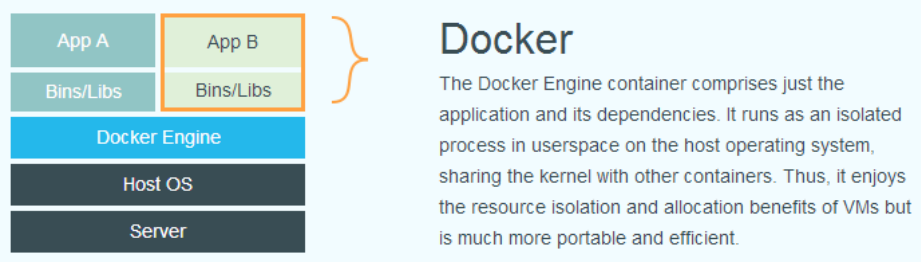 App A
App B
Bins/Libs
Bins/Libs
Docker Engine
Host OS
Server
Docker
The Docker Engine container comprises just the
application and its dependencies. It runs as an isolated
process in userspace on the host operating system,
sharing the kernel with other containers. Thus, it enjoys
the resource isolation and allocation benefits of VMs but
is much more portable and efficient.